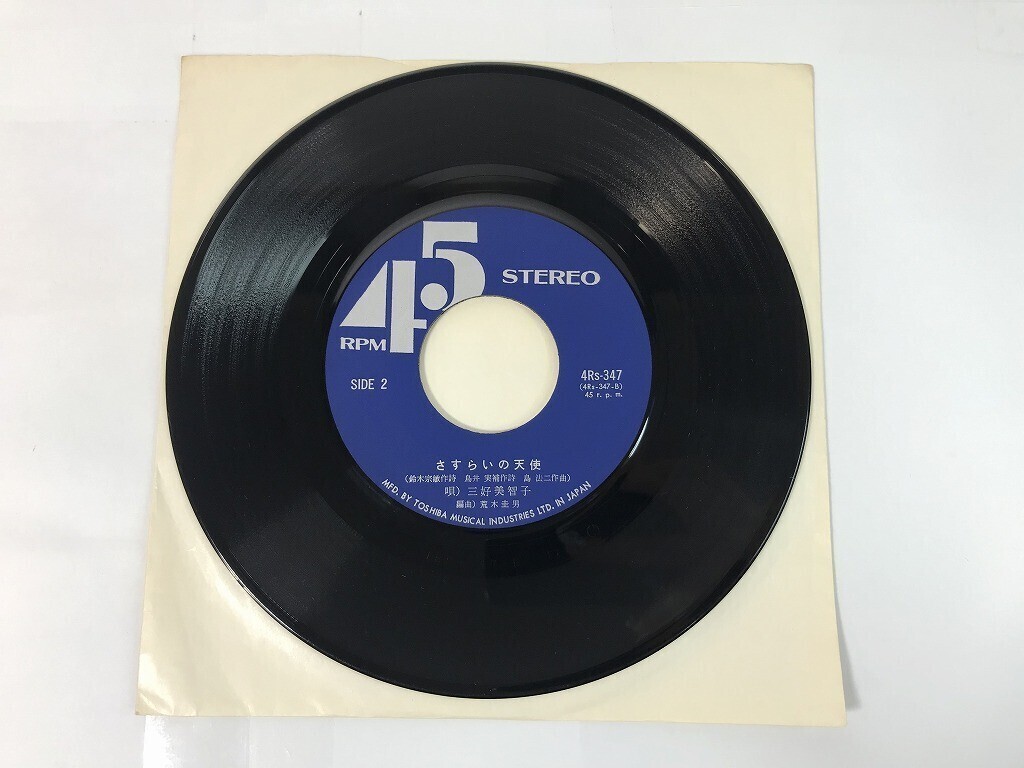 45
STEREO
RPM
SIDE 2
4Rs-347
(4Rs-347-B)
45 r. p. m.
さすらいの天使
(鈴木宗敏作詩 鳥井 実補作詩 島 法二作曲)
唄) 三好美智子
編曲) 荒木圭男
MFD. BY TOSHIBA MUSICAL INDUSTRIES LTD. IN JAPAN